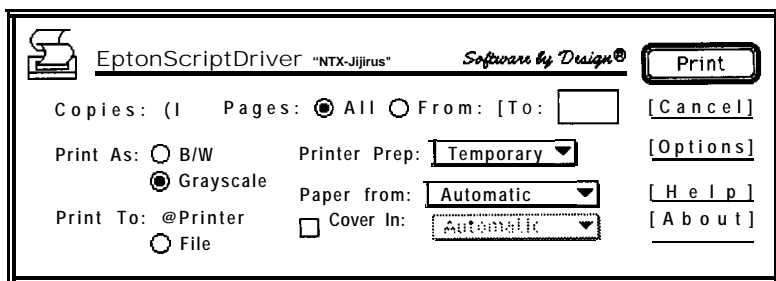 EptonScriptDriver "NTX-Jijirus" Software by Design® Print
Copies: (I Pages: All From: [To: [Cancel]
Print As: B/W Printer Prep: Temporary [Options]
Grayscale
Paper from: Automatic [Help]
Print To: @Printer Cover In: Automatic [About]
File